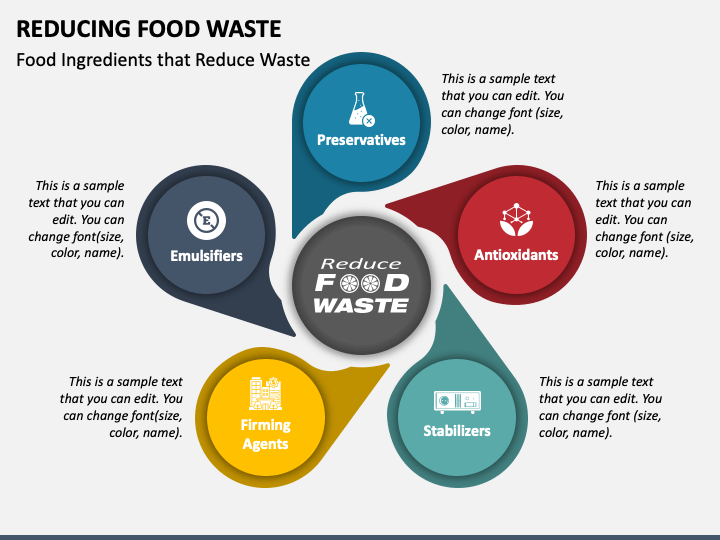 REDUCING FOOD WASTE
Food Ingredients that Reduce Waste
Preservatives
This is a sample text
that you can edit. You
can change font (size,
color, name).
Antioxidants
This is a sample
text that you can
edit. You can
change font (size,
color, name).
Stabilizers
This is a sample text
that you can edit. You
can change font (size,
color, name).
Firming
Agents
This is a sample text
that you can edit. You
can change font(size,
color, name).
E
Emulsifiers
This is a sample
text that you can
edit. You can
change font(size,
color, name).
Reduce
FOOD
WASTE